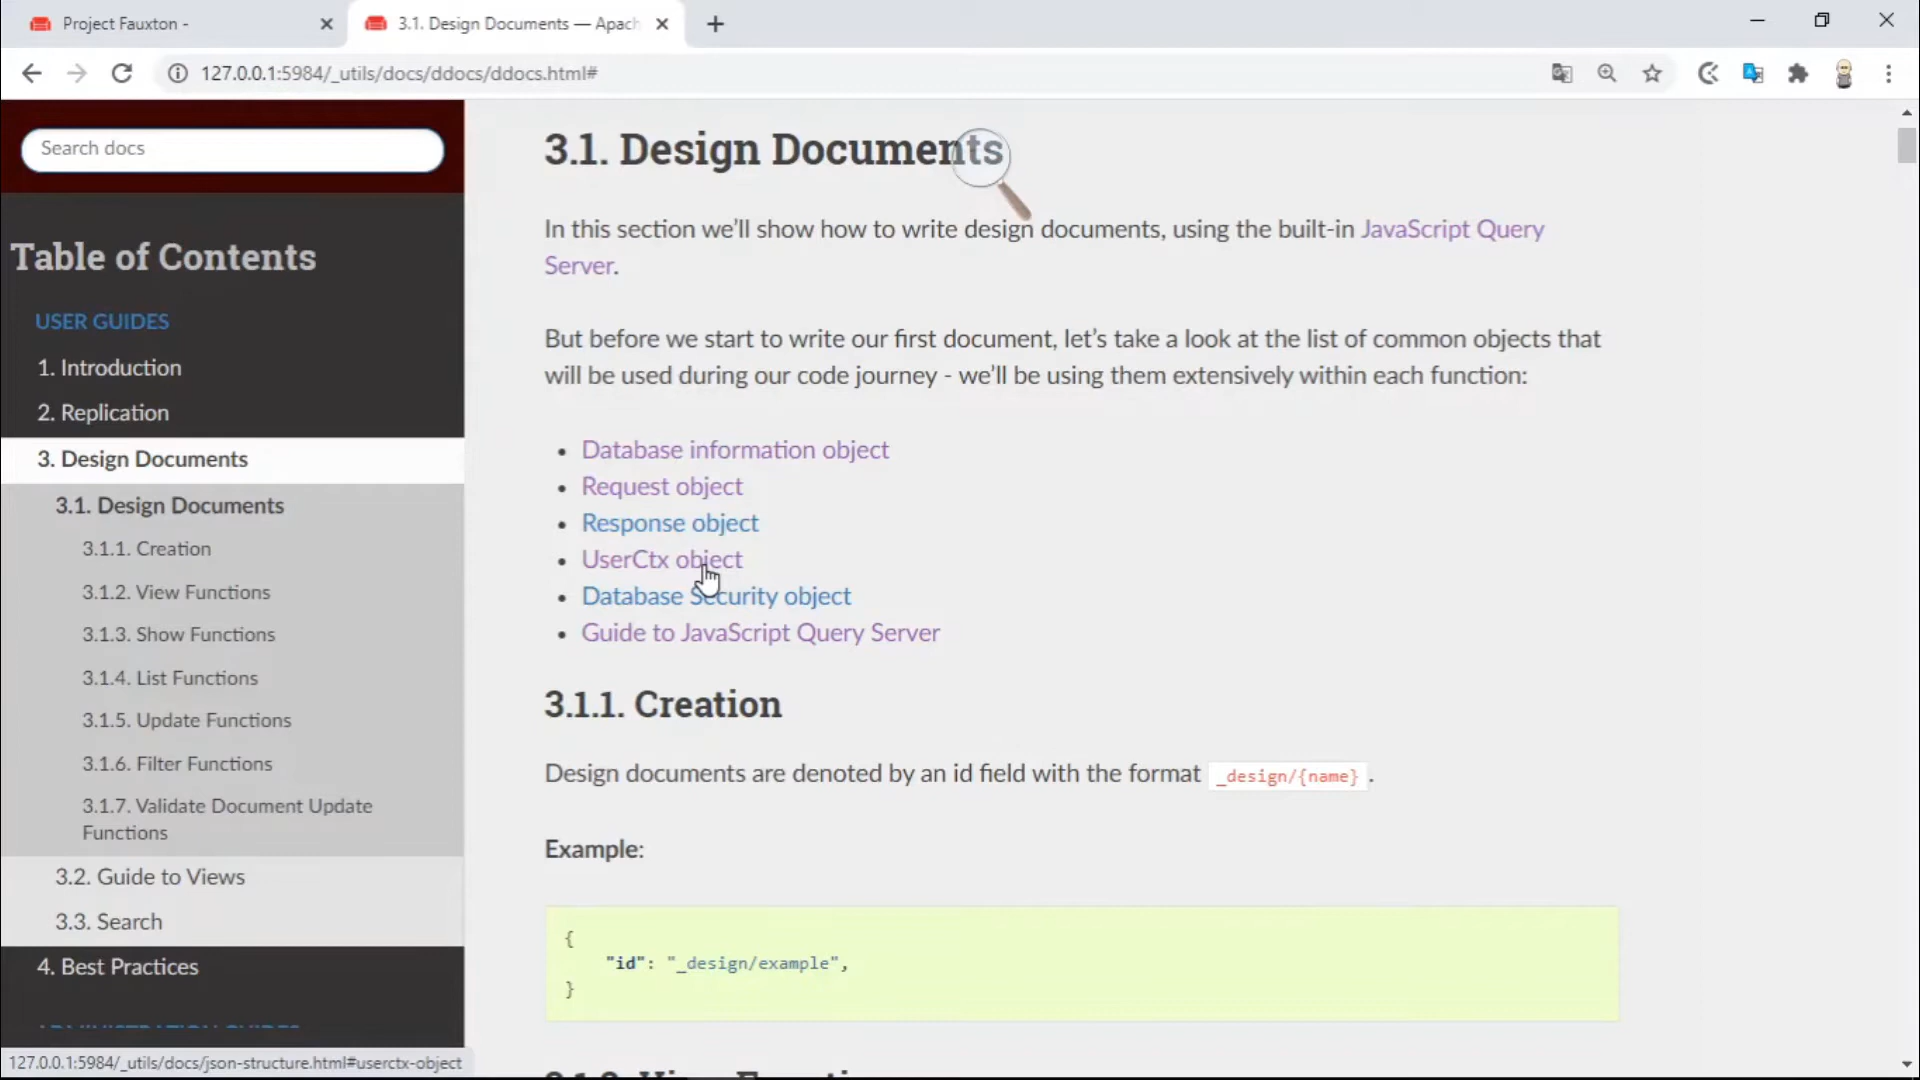 Project Fauxton -
3.1. Design Documents — Apach
127.0.0.1:5984/_utils/docs/ddocs/ddocs.html#
Search docs
Table of Contents
USER GUIDES
1. Introduction
2. Replication
3. Design Documents
3.1. Design Documents
3.1.1. Creation
3.1.2. View Functions
3.1.3. Show Functions
3.1.4. List Functions
3.1.5. Update Functions
3.1.6. Filter Functions
3.1.7. Validate Document Update
Functions
3.2. Guide to Views
3.3. Search
4. Best Practices
127.0.0.1:5984/_utils/docs/json-structure.html#userctx-object
3.1. Design Documents
In this section we’ll show how to write design documents, using the built-in JavaScript Query
Server.
But before we start to write our first document, let’s take a look at the list of common objects that
will be used during our code journey - we’ll be using them extensively within each function:
• Database information object
• Request object
• Response object
• UserCtx object
• Database Security object
• Guide to JavaScript Query Server
3.1.1. Creation
Design documents are denoted by an id field with the format _design/{name} .
Example:
{
"id": "_design/example",
}